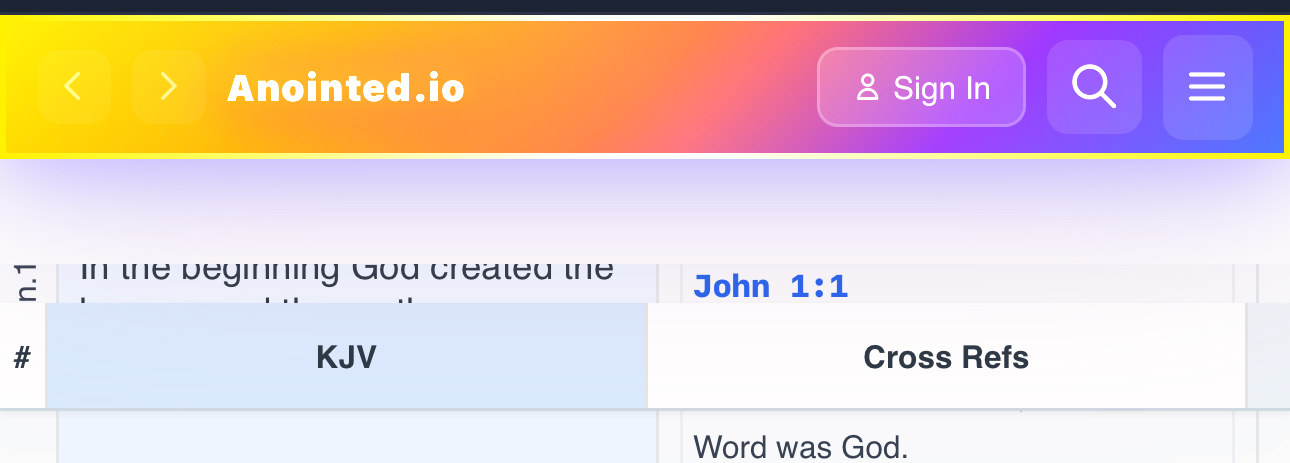 Anointed.io
Sign In
n.1
In the beginning God created the
John 1:1
#
KJV
Cross Refs
Word was God.